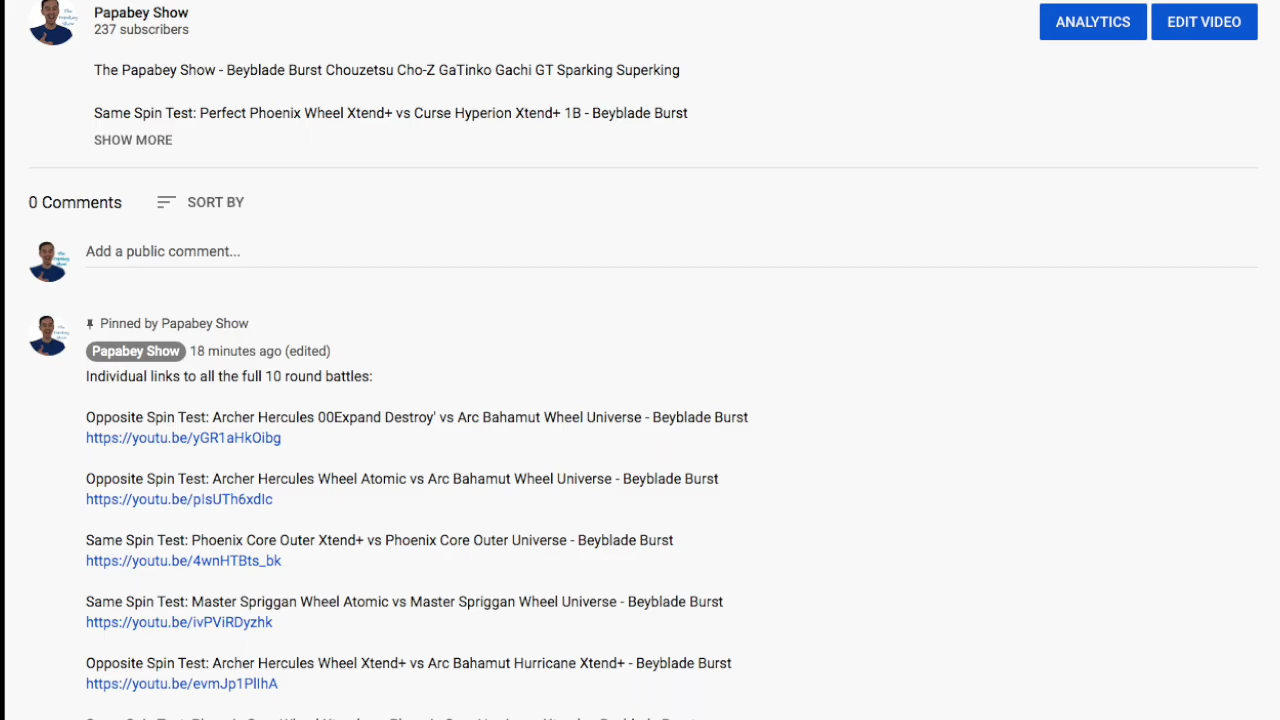 Papabey Show
237 subscribers
ANALYTICS
EDIT VIDEO
The Papabey Show - Beyblade Burst Chouzetsu Cho-Z GaTinko Gachi GT Sparking Superking
Same Spin Test: Perfect Phoenix Wheel Xtend+ vs Curse Hyperion Xtend+ 1B - Beyblade Burst
SHOW MORE
0 Comments
SORT BY
Add a public comment...
Pinned by Papabey Show
Papabey Show 18 minutes ago (edited)
Individual links to all the full 10 round battles:
Opposite Spin Test: Archer Hercules 00Expand Destroy' vs Arc Bahamut Wheel Universe - Beyblade Burst
https://youtu.be/yGR1aHkOibg
Opposite Spin Test: Archer Hercules Wheel Atomic vs Arc Bahamut Wheel Universe - Beyblade Burst
https://youtu.be/pIsUTh6xdIc
Same Spin Test: Phoenix Core Outer Xtend+ vs Phoenix Core Outer Universe - Beyblade Burst
https://youtu.be/4wnHTBts_bk
Same Spin Test: Master Spriggan Wheel Atomic vs Master Spriggan Wheel Universe - Beyblade Burst
https://youtu.be/ivPViRDyzhk
Opposite Spin Test: Archer Hercules Wheel Xtend+ vs Arc Bahamut Hurricane Xtend+ - Beyblade Burst
https://youtu.be/evmJp1PlIhA